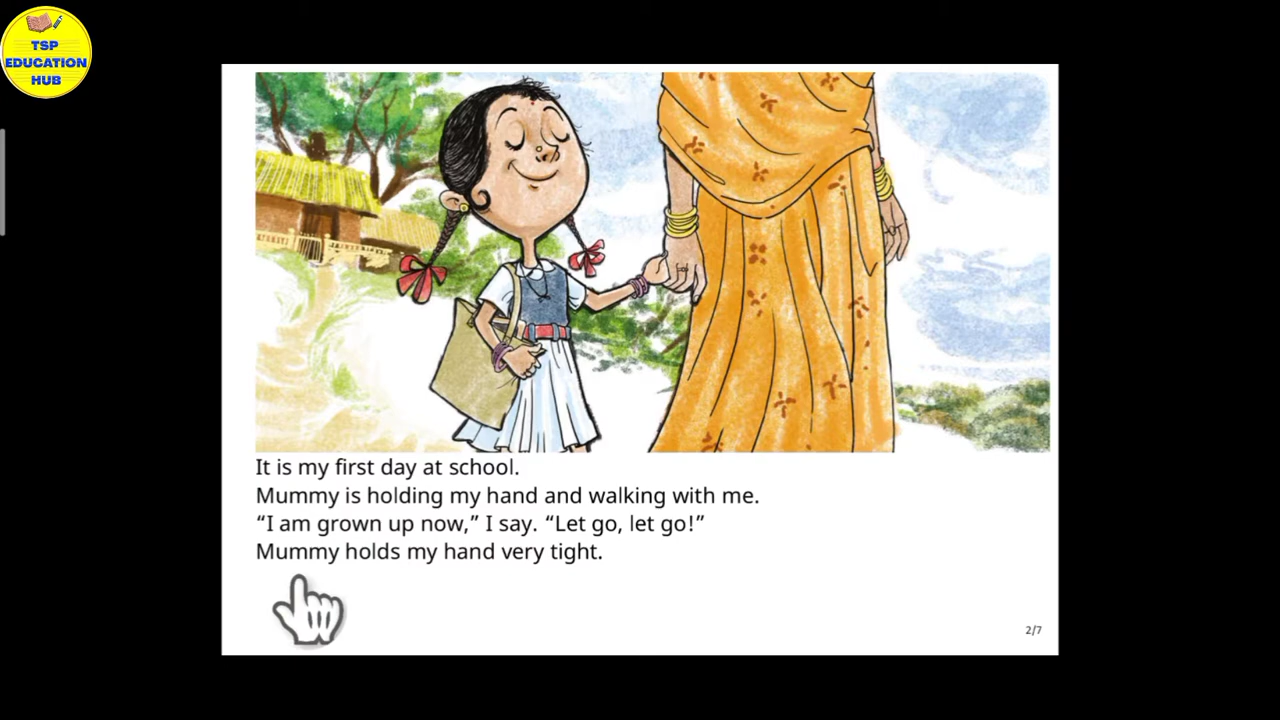 TSP
EDUCATION
HUB
It is my first day at school.
Mummy is holding my hand and walking with me.
“I am grown up now,” I say. “Let go, let go!”
Mummy holds my hand very tight.
2/7